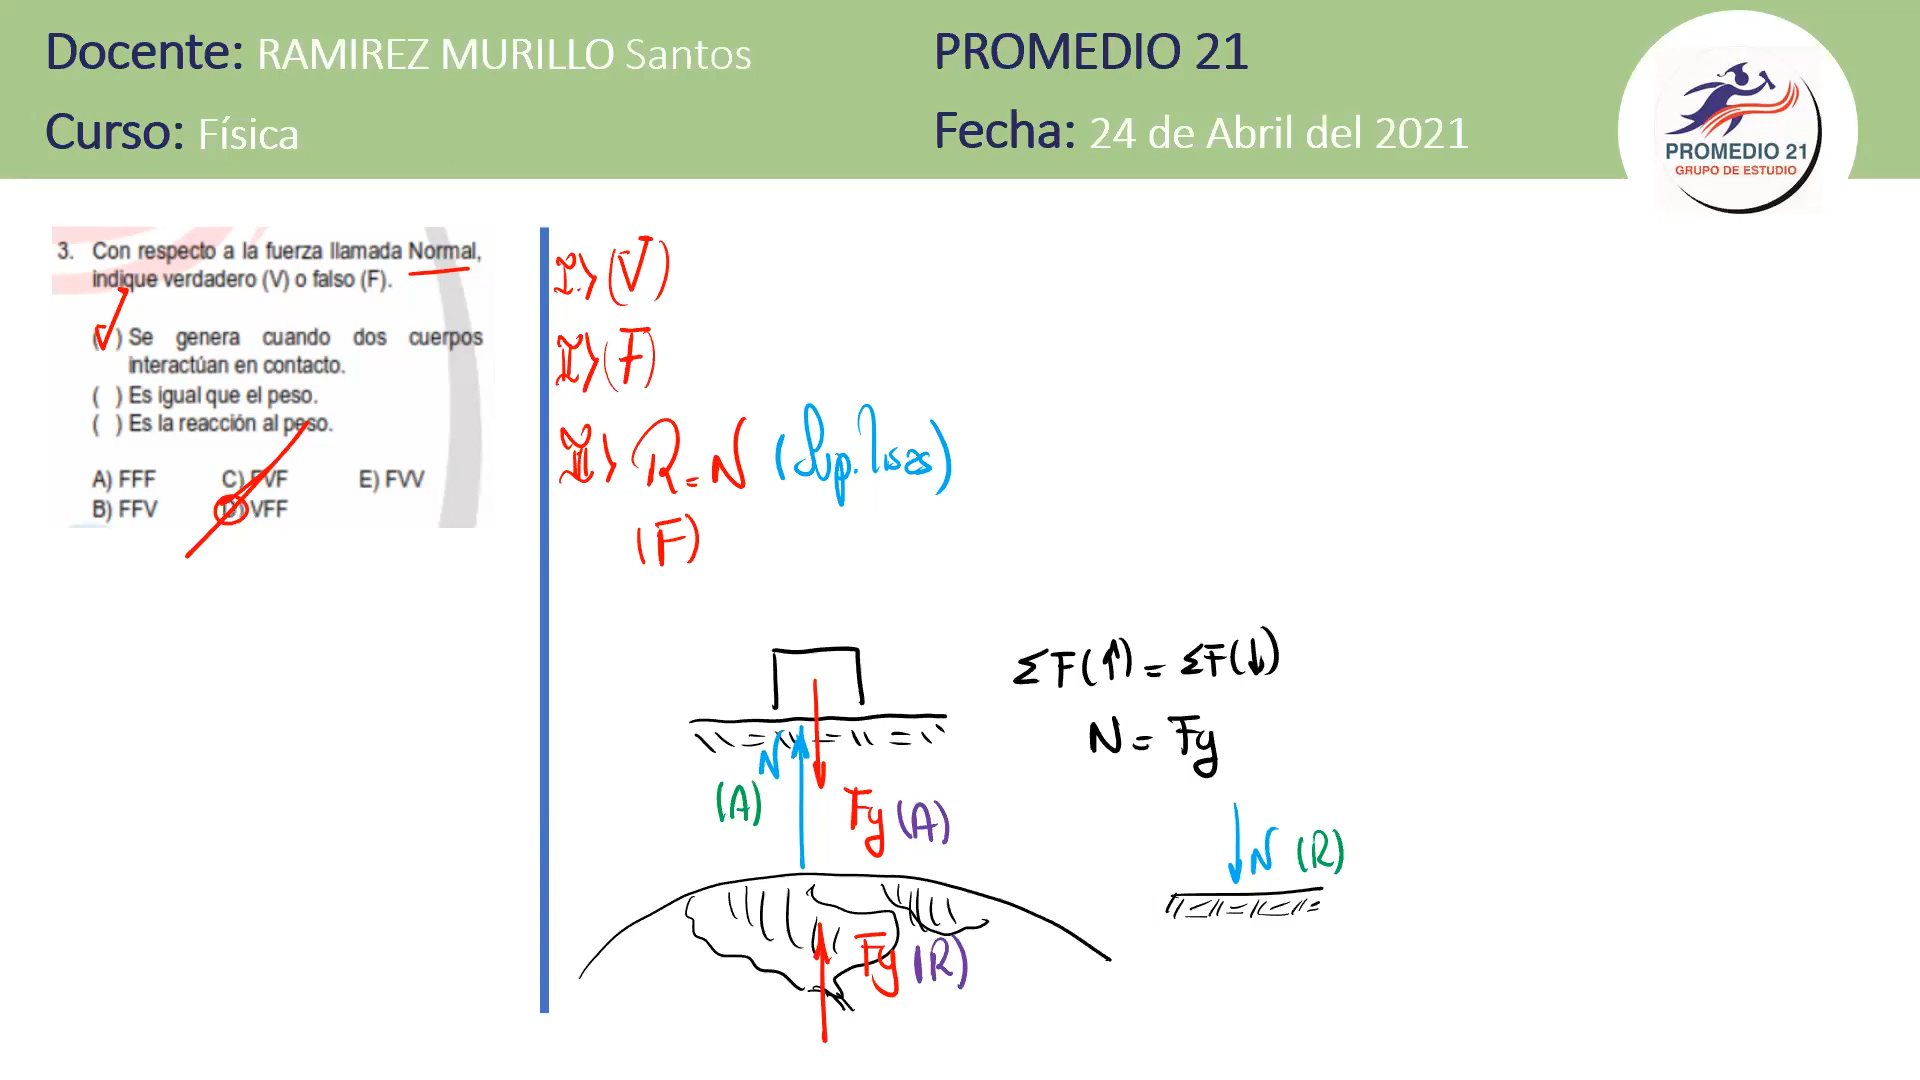 Docente: RAMIREZ MURILLO Santos
PROMEDIO 21
Curso: Física
Fecha: 24 de Abril del 2021
PROMEDIO 21
GRUPO DE ESTUDIO
3. Con respecto a la fuerza llamada Normal,
indique verdadero (V) o falso (F).
( ) Se genera cuando dos cuerpos
interactúan en contacto.
( ) Es igual que el peso.
( ) Es la reacción al peso.
A) FFF C) FVF E) FVV
B) FFV D) VFF
I> (V)
II> (F)
III> R = N (Sup. lisas)
(F)
ΣF(↑) = ΣF(↓)
N = Fg
N
(A)
Fg (A)
N (R)
Fg (R)